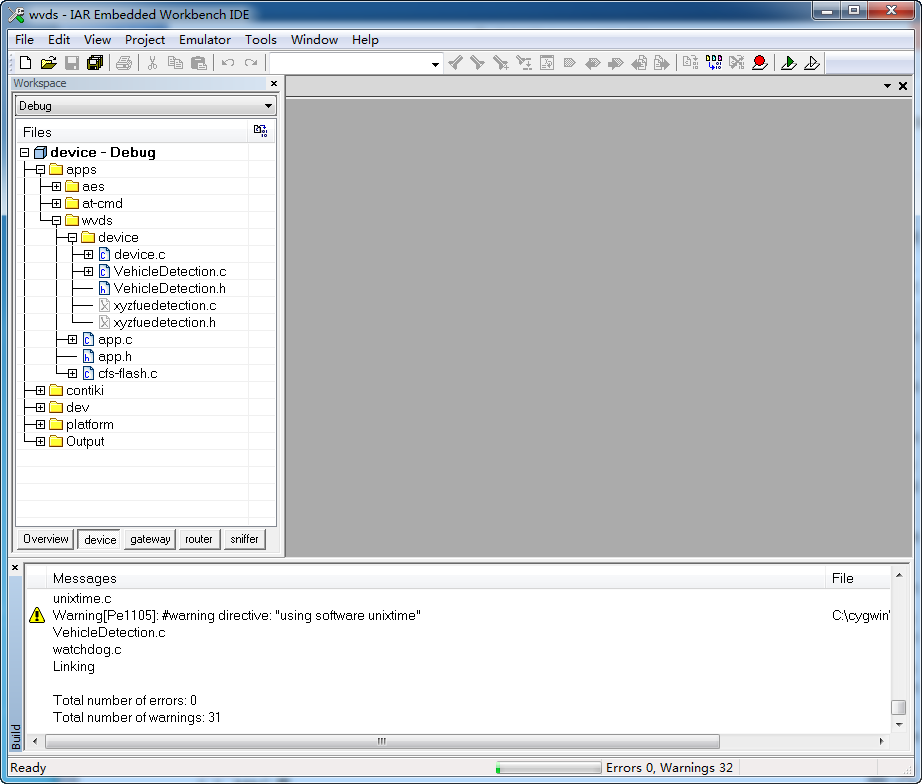 wvds - IAR Embedded Workbench IDE
File Edit View Project Emulator Tools Window Help
Workspace
Debug
Files
device - Debug
apps
aes
at-cmd
wvds
device
device.c
VehicleDetection.c
VehicleDetection.h
xyzfuedetection.c
xyzfuedetection.h
app.c
app.h
cfs-flash.c
contiki
dev
platform
Output
Overview device gateway router sniffer
Messages File
unixtime.c
Warning[Pe1105]: #warning directive: "using software unixtime" C:\cygwin
VehicleDetection.c
watchdog.c
Linking
Total number of errors: 0
Total number of warnings: 31
Build
Ready Errors 0, Warnings 32